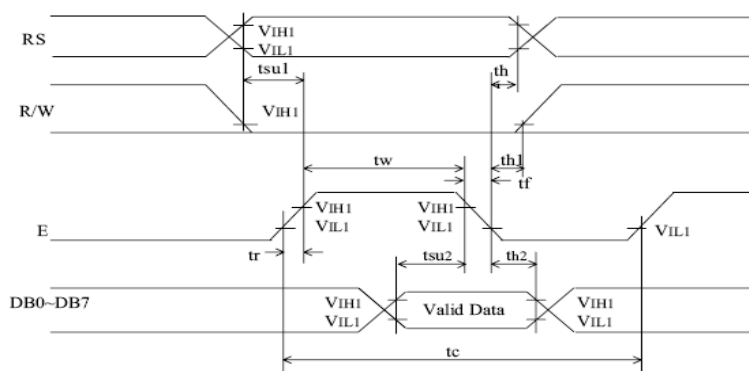 RS
VIH1
VIL1
tsu1
th
R/W
VIH1
tw
th1
tf
E
VIH1
VIL1
VIH1
VIL1
VIL1
tr
tsu2
th2
DB0~DB7
VIH1
VIL1
Valid Data
VIH1
VIL1
tc